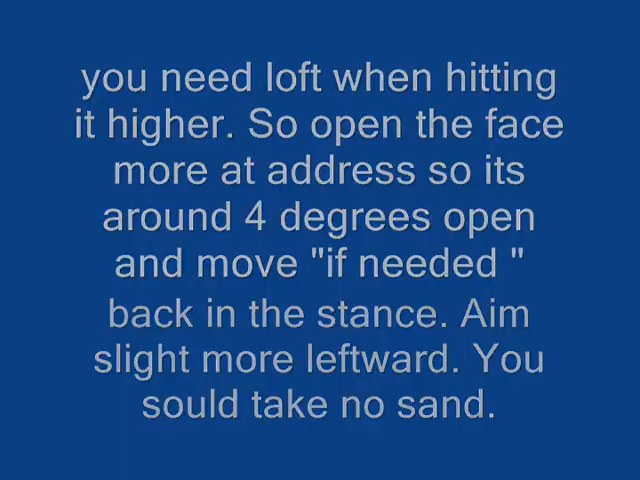 you need loft when hitting
it higher. So open the face
more at address so its
around 4 degrees open
and move "if needed "
back in the stance. Aim
slight more leftward. You
sould take no sand.